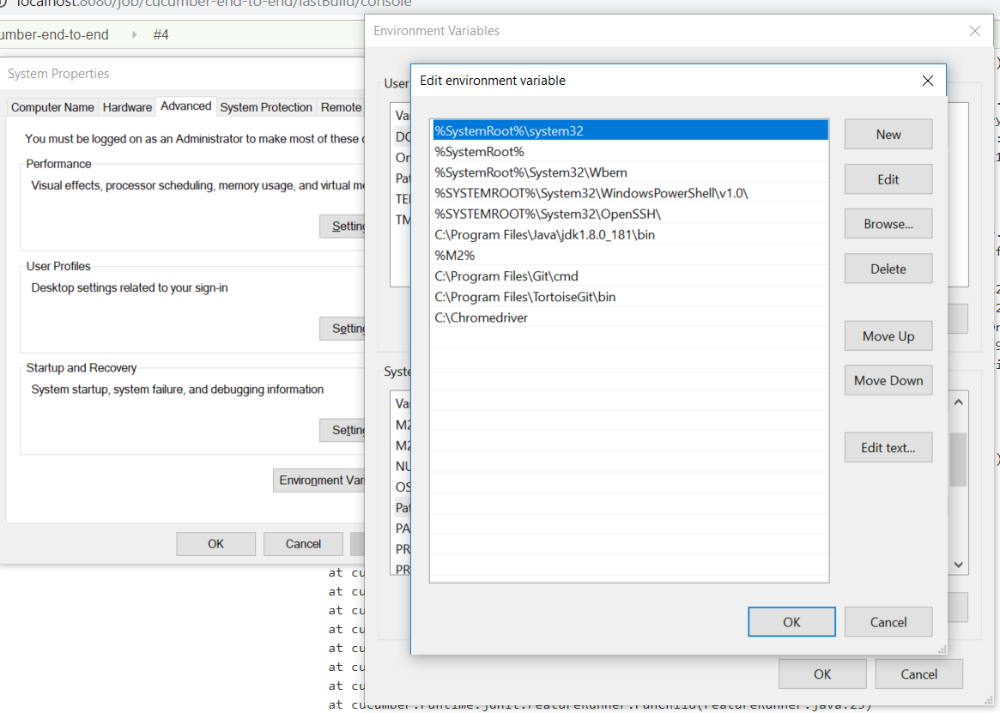 localhost:8080/job/cucumber-end-to-end/lastBuild/console
umber-end-to-end #4
System Properties
Computer Name Hardware Advanced System Protection Remote
You must be logged on as an Administrator to make most of these
Performance
Visual effects, processor scheduling, memory usage, and virtual me
Setting
User Profiles
Desktop settings related to your sign-in
Setting
Startup and Recovery
System startup, system failure, and debugging information
Setting
Environment Var
OK Cancel
Environment Variables
User
Va
DC
On
Pat
TE
TM
Syste
Va
M2
M2
NU
OS
Pat
PA
PR
PR
OK Cancel
Edit environment variable
%SystemRoot%\system32
%SystemRoot%
%SystemRoot%\System32\Wbem
%SYSTEMROOT%\System32\WindowsPowerShell\v1.0\
%SYSTEMROOT%\System32\OpenSSH\
C:\Program Files\Java\jdk1.8.0_181\bin
%M2%
C:\Program Files\Git\cmd
C:\Program Files\TortoiseGit\bin
C:\Chromedriver
New
Edit
Browse...
Delete
Move Up
Move Down
Edit text...
OK Cancel
at cu
at cu
at cu
at cu
at cu
at cu
at cu
at cucumber.runtime.junit.FeatureRunner.runChild(FeatureRunner.java:29)